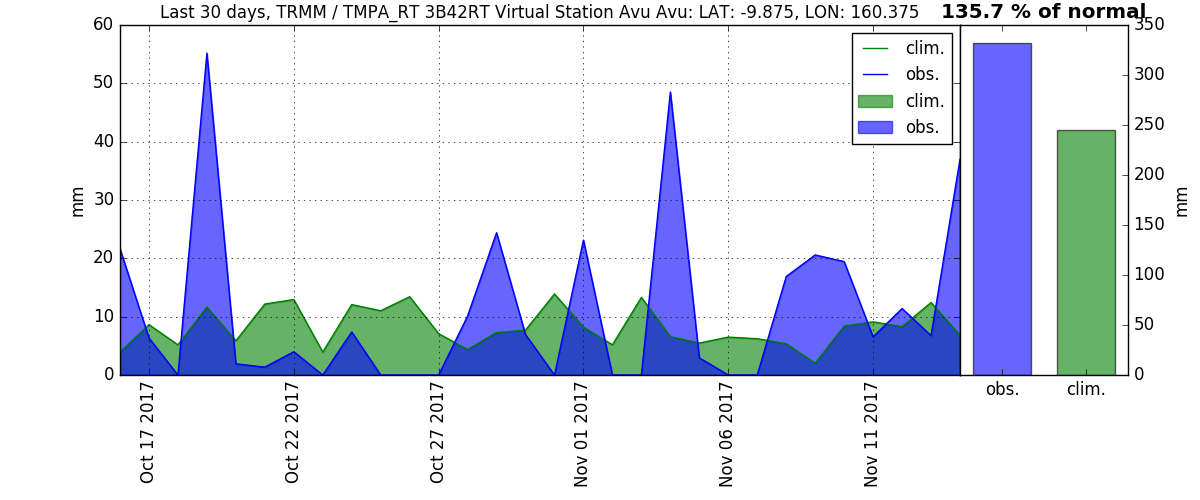 Last 30 days, TRMM / TMPA_RT 3B42RT Virtual Station Avu Avu: LAT: -9.875, LON: 160.375
135.7 % of normal
60
50
40
30
20
10
0
mm
clim.
obs.
clim.
obs.
Oct 17 2017
Oct 22 2017
Oct 27 2017
Nov 01 2017
Nov 06 2017
Nov 11 2017
350
300
250
200
150
100
50
0
mm
obs.
clim.